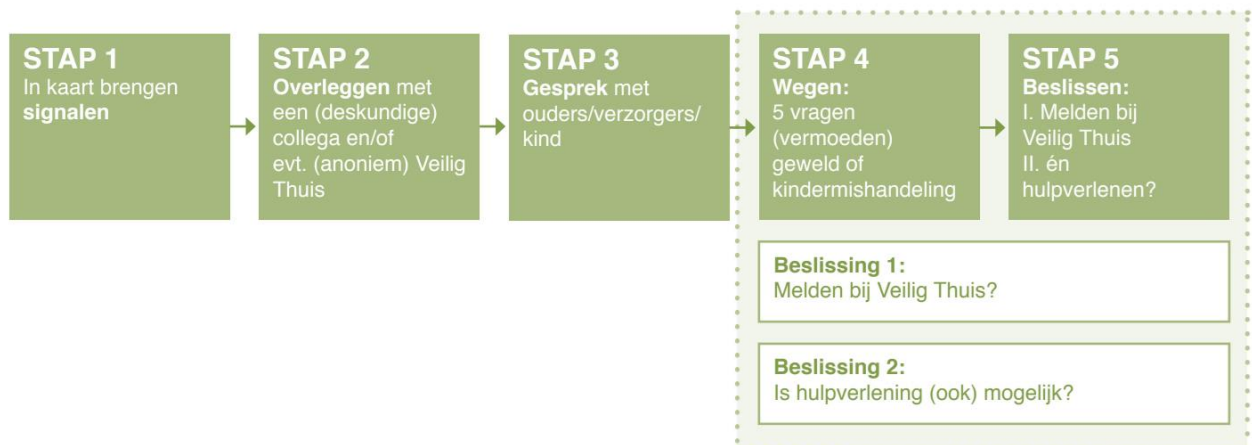 STAP 1
In kaart brengen
signalen
STAP 2
Overleggen met
een (deskundige)
collega en/of
evt. (anoniem) Veilig
Thuis
STAP 3
Gesprek met
ouders/verzorgers/
kind
STAP 4
Wegen:
5 vragen
(vermoeden)
geweld of
kindermishandeling
STAP 5
Beslissen:
I. Melden bij
Veilig Thuis
II. én
hulpverlenen?
Beslissing 1:
Melden bij Veilig Thuis?
Beslissing 2:
Is hulpverlening (ook) mogelijk?